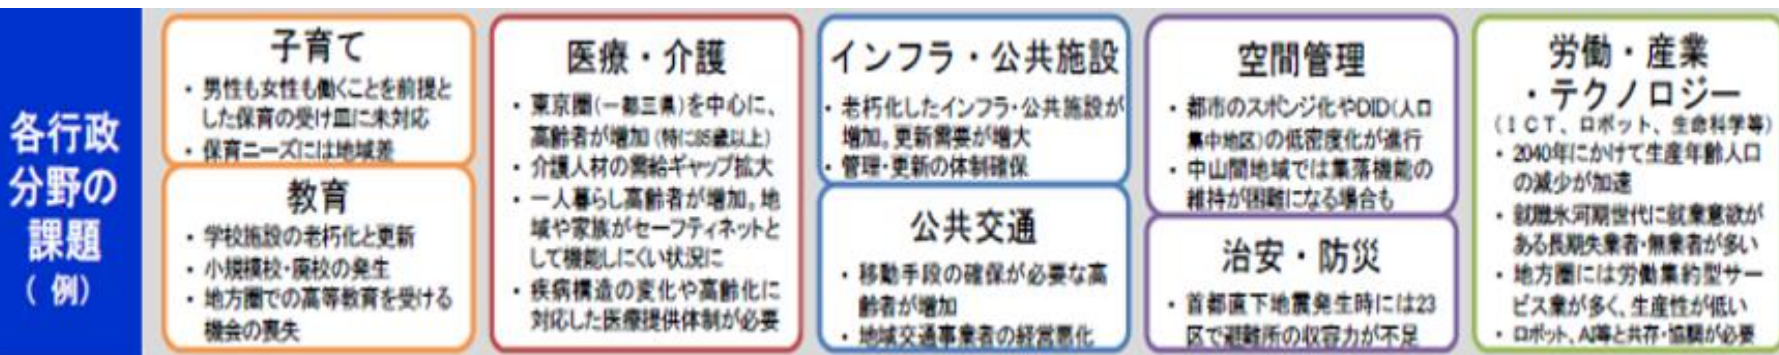 各行政
分野の
課題
( 例)
子育て
・ 男性も女性も働くことを前提と
した保育の受け皿に未対応
・ 保育ニーズには地域差
教育
・ 学校施設の老朽化と更新
・ 小規模校・廃校の発生
・ 地方圏での高等教育を受ける
機会の喪失
医療・介護
・ 東京圏(一都三県)を中心に、
高齢者が増加 (特に85歳以上)
・ 介護人材の需給ギャップ拡大
・ 一人暮らし高齢者が増加。地
域や家族がセーフティネットと
して機能しにくい状況に
・ 疾病構造の変化や高齢化に
対応した医療提供体制が必要
インフラ・公共施設
・ 老朽化したインフラ・公共施設が
増加。更新需要が増大
・ 管理・更新の体制確保
公共交通
・ 移動手段の確保が必要な高
齢者が増加
・ 地域交通事業者の経営悪化
空間管理
・ 都市のスポンジ化やDID(人口
集中地区)の低密度化が進行
・ 中山間地域では集落機能の
維持が困難になる場合も
治安・防災
・ 首都直下地震発生時には23
区で避難所の収容力が不足
労働・産業
・テクノロジー
(ICT、ロボット、生命科学等)
・ 2040年にかけて生産年齢人口
の減少が加速
・ 就職氷河期世代に就業意欲が
ある長期失業者・無業者が多い
・ 地方圏には労働集約型サー
ビス業が多く、生産性が低い
・ ロボット、AI等と共存・協調が必要